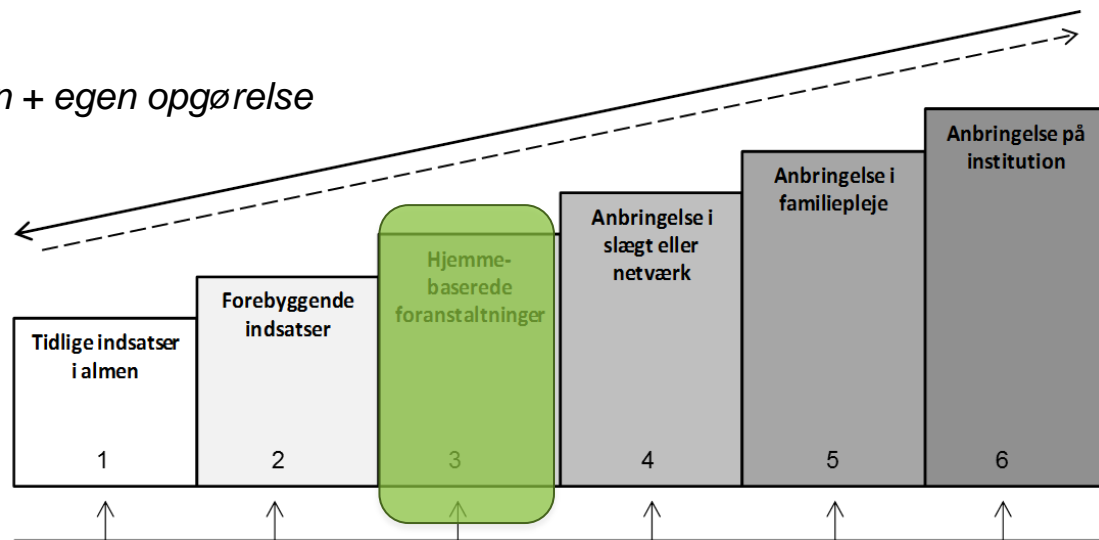 n + egen opgørelse
Anbringelse på
institution
Anbringelse i
familiepleje
Anbringelse i
slægt eller
netværk
Hjemme-
baserede
foranstaltninger
Forebyggende
indsatser
Tidlige indsatser
i almen
1
2
3
4
5
6